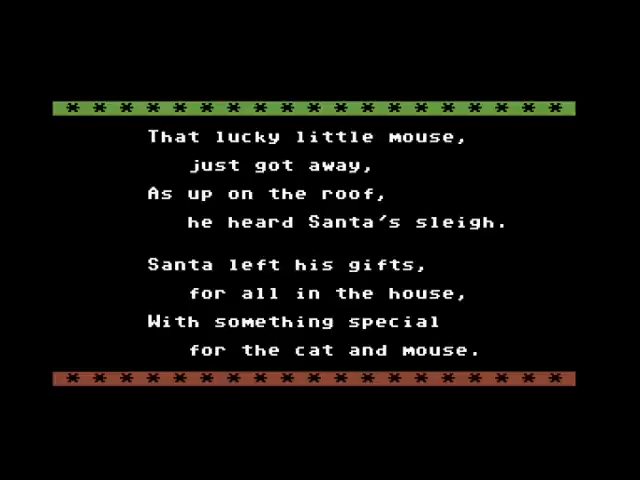 That lucky little mouse,
just got away,
As up on the roof,
he heard Santa's sleigh.
Santa left his gifts,
for all in the house,
With something special
for the cat and mouse.